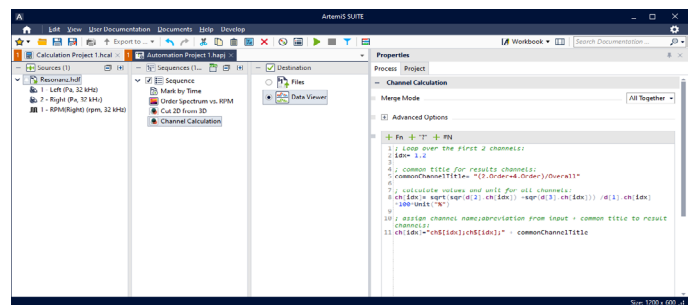 ArtemiS SUITE
Edit View User Documentation Documents Help Develop
Export to ...
Workbook
Search Documentation ...
Calculation Project 1.hcal
Automation Project 1.hapj
Sources (1)
Resonanz.hdf
1 - Left (Pa, 32 kHz)
2 - Right (Pa, 32 kHz)
1 - RPM(Right) (rpm, 32 kHz)
Sequences (1...
Sequence
Mark by Time
Order Spectrum vs. RPM
Cut 2D from 3D
Channel Calculation
Destination
Files
Data Viewer
Properties
Process Project
Channel Calculation
Merge Mode
All Together
Advanced Options
+ Fn + "?" + #N
1 ; Loop over the first 2 channels:
2 idx= 1,2
3
4 ; common title for results channels:
5 commonChannelTitle= "(2.Order+4.Order)/Overall"
6
7 ; calculate values and unit for all channels:
8 ch[idx]= sqrt(sqr(d[2].ch[idx]) +sqr(d[3].ch[idx])) /d[1].ch[idx]
*100*Unit("%")
9
10 ; assign channel name;abreviation from input + common title to result
channels:
11 ch[idx]="ch$[idx];ch$[idx];" + commonChannelTitle
Size: 1200 x 600